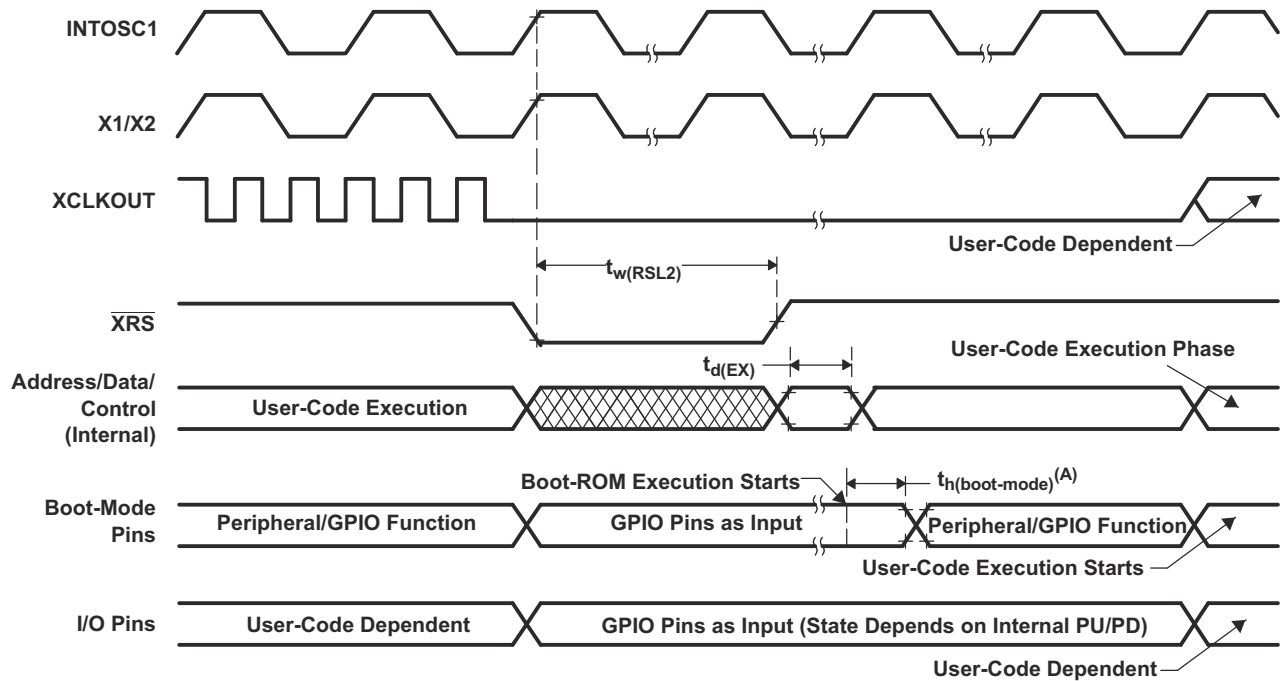 INTOSC1
X1/X2
XCLKOUT
User-Code Dependent
tw(RSL2)
XRS
User-Code Execution Phase
td(EX)
Address/Data/
Control
(Internal)
User-Code Execution
Boot-ROM Execution Starts
th(boot-mode)(A)
Boot-Mode
Pins
Peripheral/GPIO Function
GPIO Pins as Input
Peripheral/GPIO Function
User-Code Execution Starts
I/O Pins
User-Code Dependent
GPIO Pins as Input (State Depends on Internal PU/PD)
User-Code Dependent